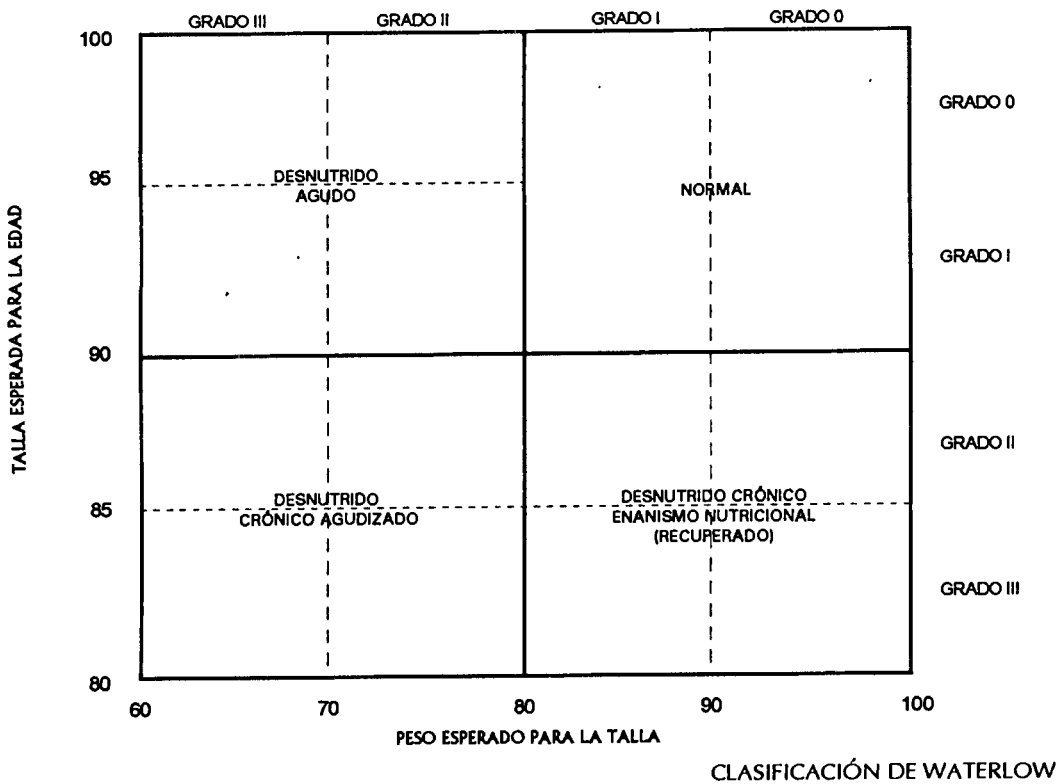 GRADO III GRADO II GRADO I GRADO 0
100
GRADO 0
95
DESNUTRIDO
AGUDO
NORMAL
TALLA ESPERADA PARA LA EDAD
GRADO I
90
GRADO II
85
DESNUTRIDO
CRÓNICO AGUDIZADO
DESNUTRIDO CRÓNICO
ENANISMO NUTRICIONAL
(RECUPERADO)
GRADO III
80
60 70 80 90 100
PESO ESPERADO PARA LA TALLA
CLASIFICACIÓN DE WATERLOW